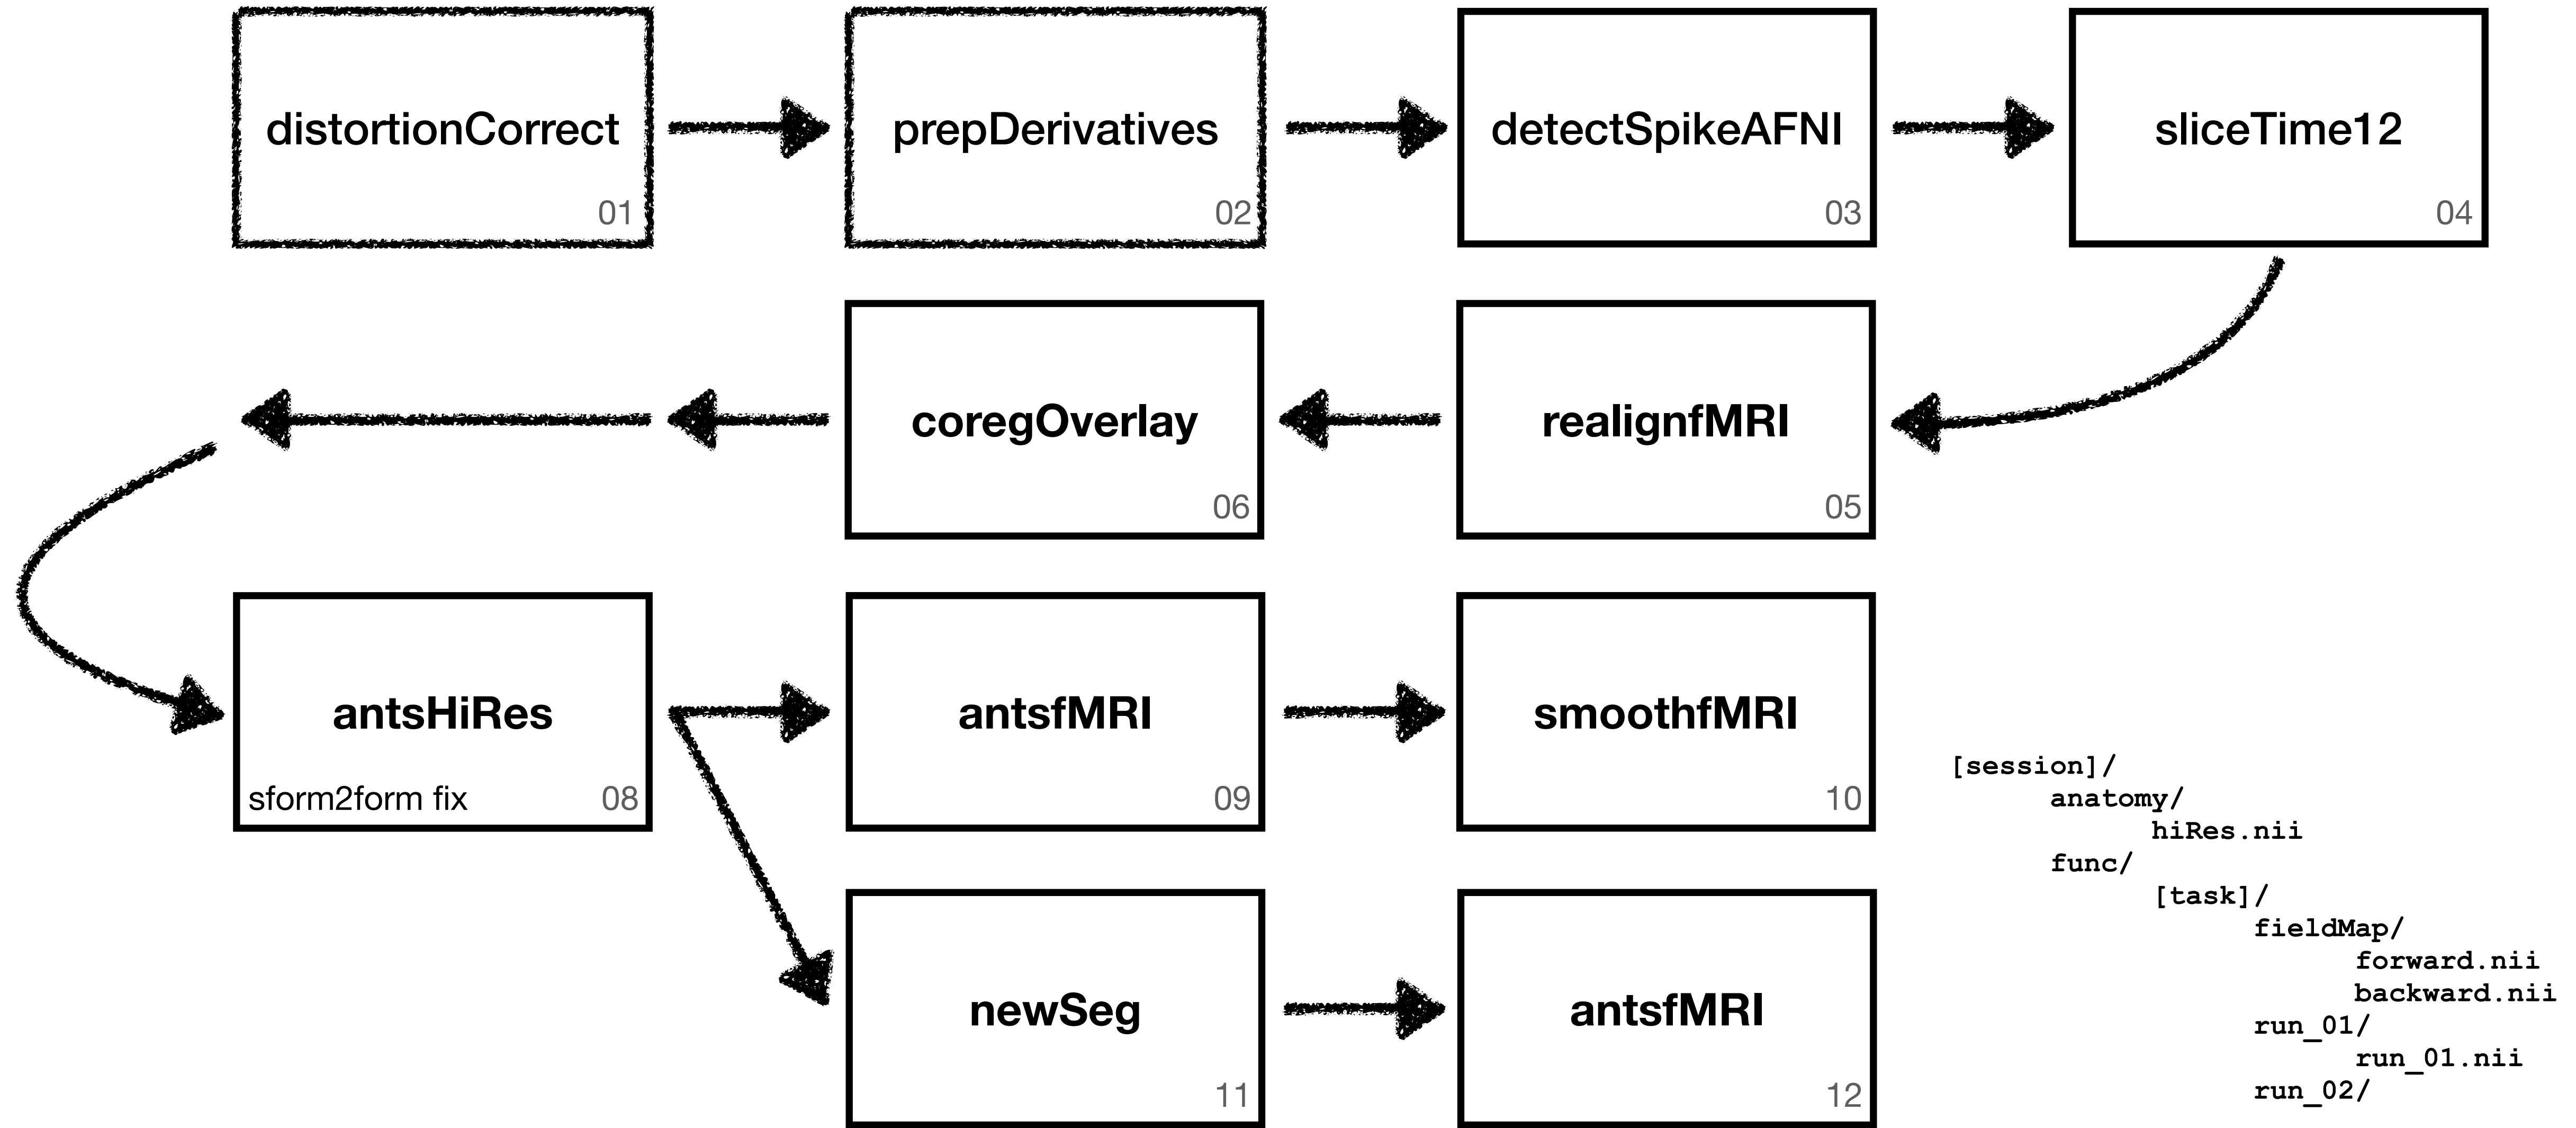 distortionCorrect
01
prepDerivatives
02
detectSpikeAFNI
03
sliceTime12
04
coregOverlay
06
realignfMRI
05
antsHiRes
sform2form fix
08
antsfMRI
09
smoothfMRI
10
newSeg
11
antsfMRI
12
[session]/
anatomy/
hiRes.nii
func/
[task]/
fieldMap/
forward.nii
backward.nii
run_01/
run_01.nii
run_02/